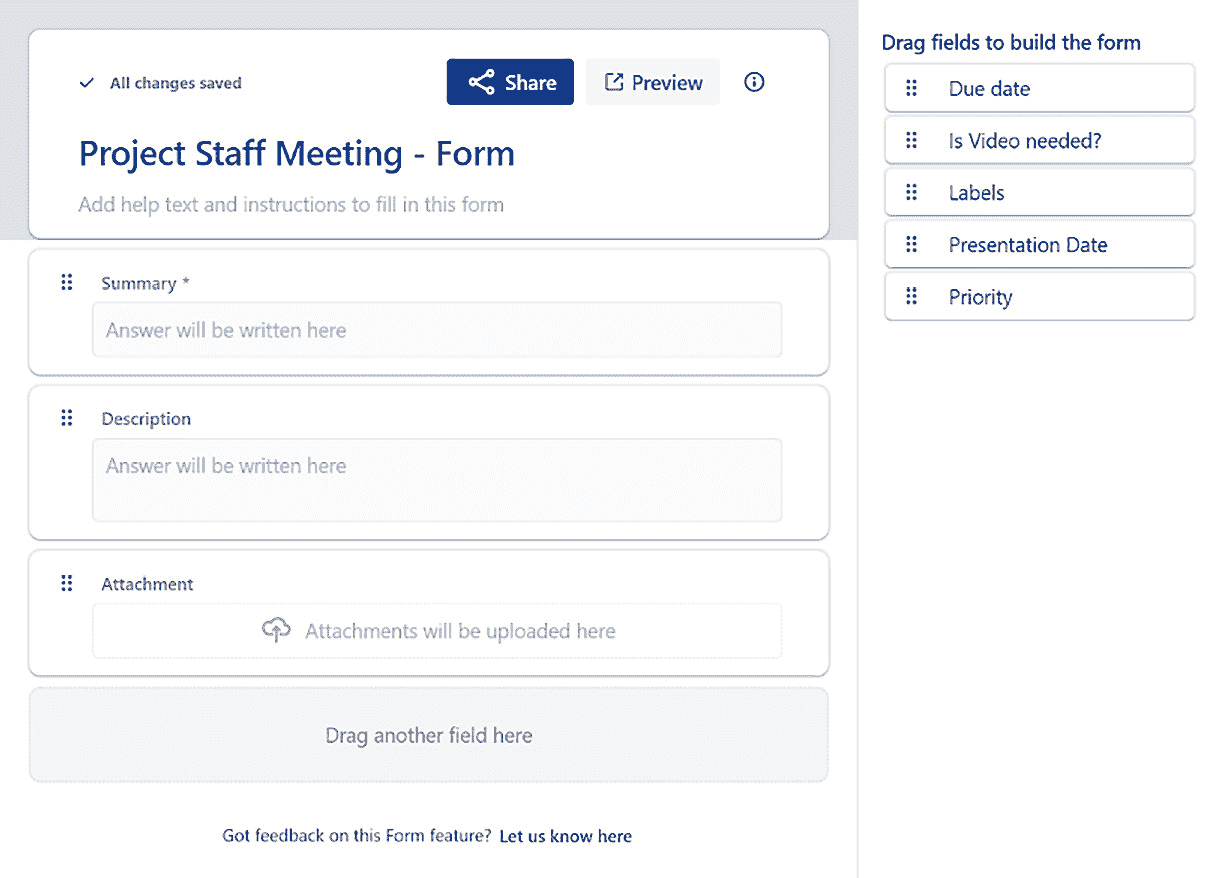 All changes saved
Share
Preview
Project Staff Meeting - Form
Add help text and instructions to fill in this form
Summary *
Answer will be written here
Description
Answer will be written here
Attachment
Attachments will be uploaded here
Drag another field here
Got feedback on this Form feature? Let us know here
Drag fields to build the form
Due date
Is Video needed?
Labels
Presentation Date
Priority